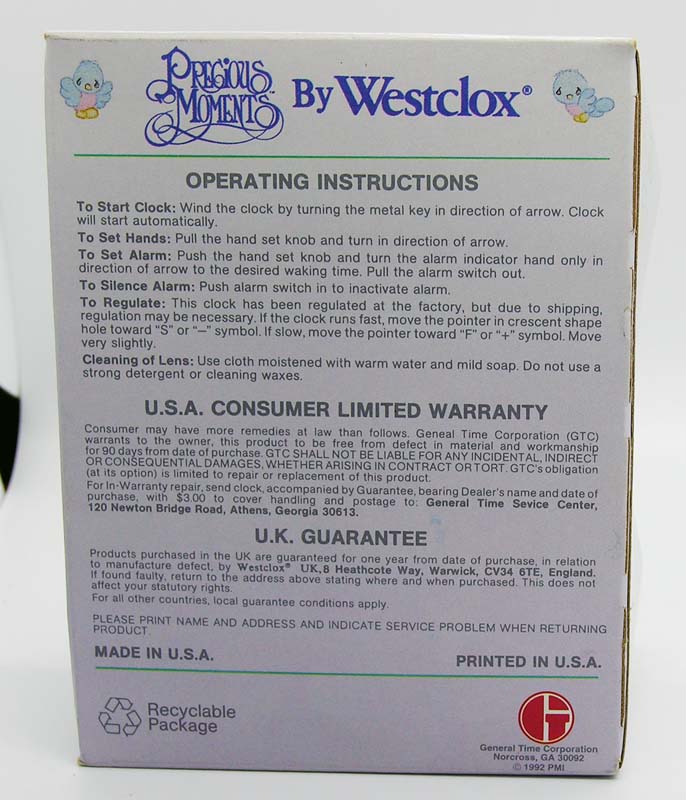 PRECIOUS MOMENTS™ By Westclox®
OPERATING INSTRUCTIONS
To Start Clock: Wind the clock by turning the metal key in direction of arrow. Clock
will start automatically.
To Set Hands: Pull the hand set knob and turn in direction of arrow.
To Set Alarm: Push the hand set knob and turn the alarm indicator hand only in
direction of arrow to the desired waking time. Pull the alarm switch out.
To Silence Alarm: Push alarm switch in to inactivate alarm.
To Regulate: This clock has been regulated at the factory, but due to shipping,
regulation may be necessary. If the clock runs fast, move the pointer in crescent shape
hole toward "S" or "–" symbol. If slow, move the pointer toward "F" or "+" symbol. Move
very slightly.
Cleaning of Lens: Use cloth moistened with warm water and mild soap. Do not use a
strong detergent or cleaning waxes.
U.S.A. CONSUMER LIMITED WARRANTY
Consumer may have more remedies at law than follows. Geneal Time Corporation (GTC)
warrants to the owner, this product to be free from defect in material and workmanship
for 90 days from date of purchase. GTC SHALL NOT BE LIABLE FOR ANY INCIDENTAL, INDIRECT
OR CONSEQUENTIAL DAMAGES, WHETHER ARISING IN CONTRACT OR TORT. GTC's obligation
(at its option) is limited to repair or replacement of this product.
For In-Warranty repair, send clock, accompanied by Guarantee, bearing Dealer's name and date of
purchase, with $3.00 to cover handling and postage to: General Time Sevice Center,
120 Newton Bridge Road, Athens, Georgia 30613.
U.K. GUARANTEE
Products purchased in the UK are guaranteed for one year from date of purchase, in relation
to manufacture defect, by Westclox® UK, 8 Heathcote Way, Warwick, CV34 6TE, England.
If found faulty, return to the address above stating where and when purchased. This does not
affect your statutory rights.
For all other countries, local guarantee conditions apply.
PLEASE PRINT NAME AND ADDRESS AND INDICATE SERVICE PROBLEM WHEN RETURNING
PRODUCT.
MADE IN U.S.A.
PRINTED IN U.S.A.
Recyclable
Package
GT
General Time Corporation
Norcross, GA 30092
© 1992 PMI